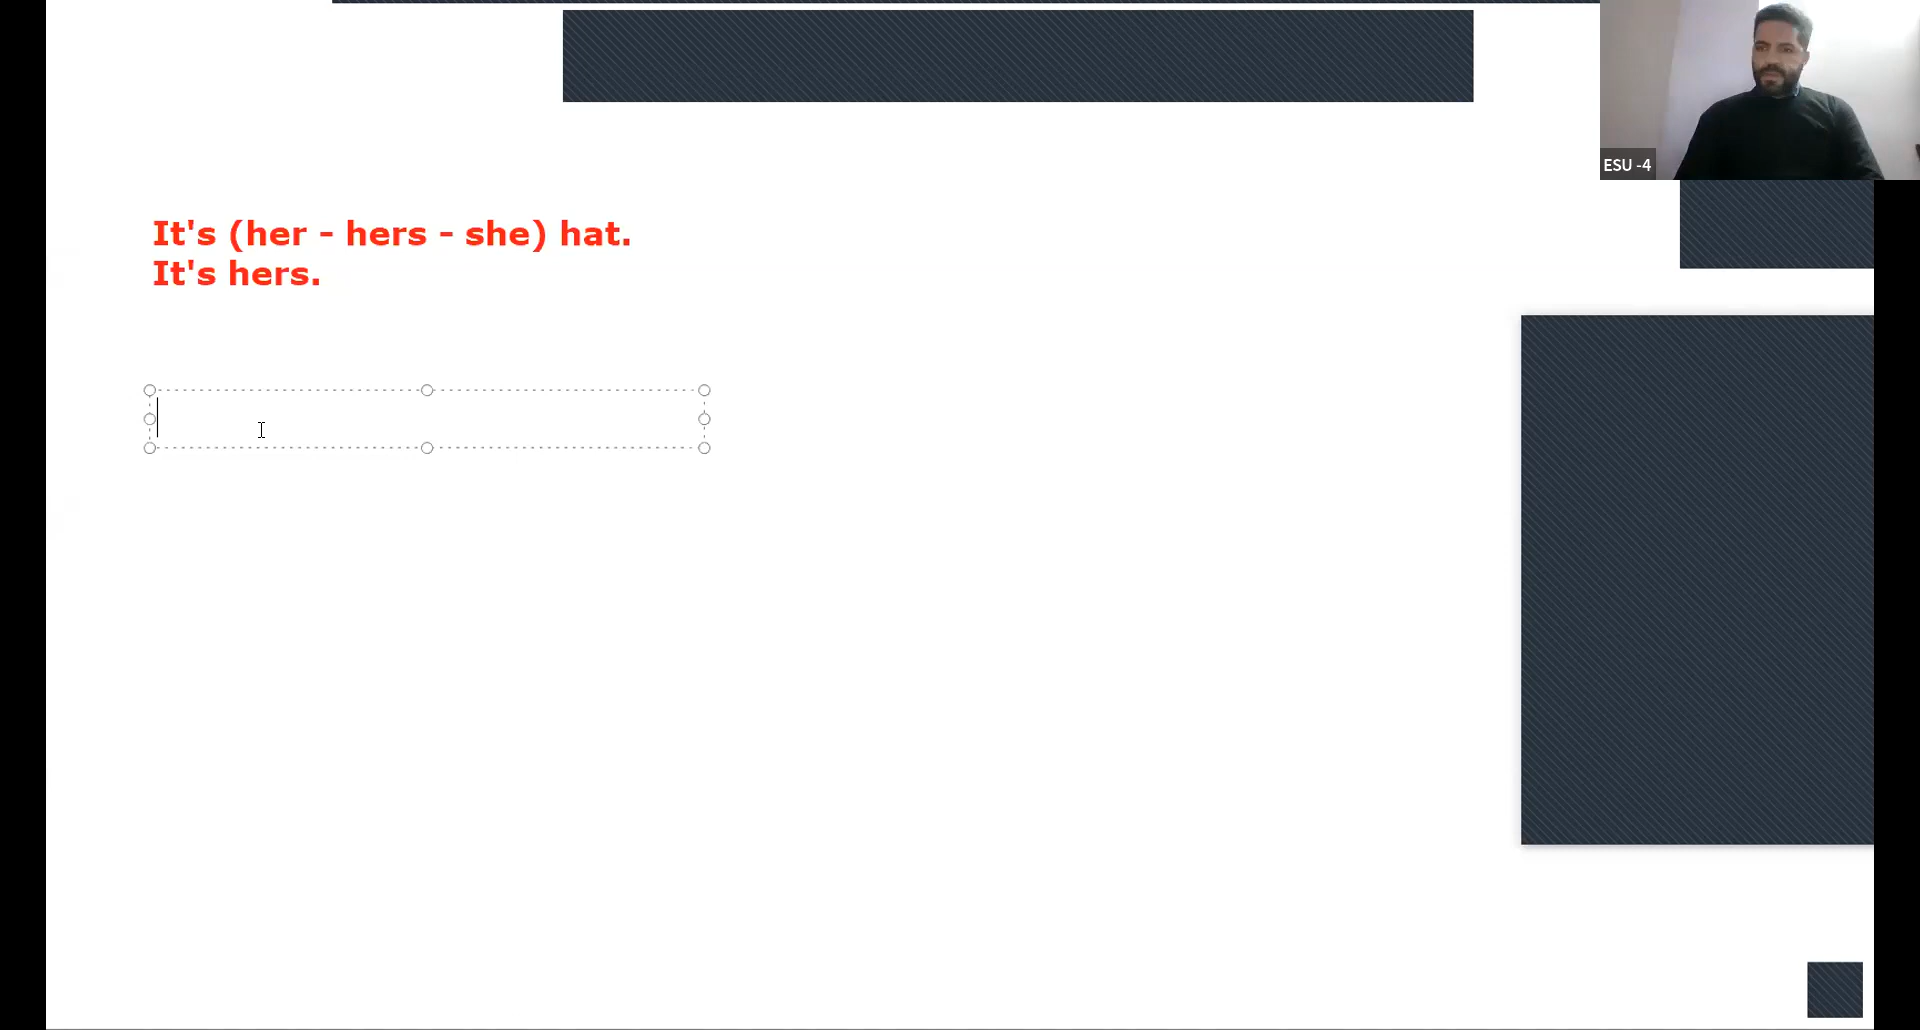 ESU -4
It's (her - hers - she) hat.
It's hers.